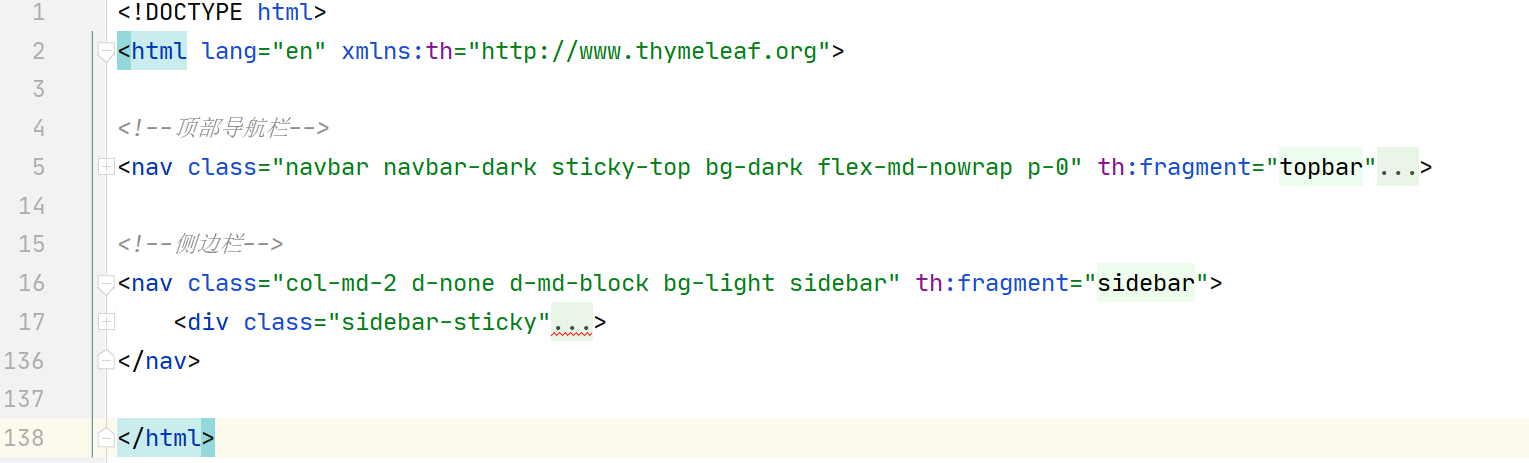 1 <!DOCTYPE html>
2 <html lang="en" xmlns:th="http://www.thymeleaf.org">
3
4 <!--顶部导航栏-->
5 <nav class="navbar navbar-dark sticky-top bg-dark flex-md-nowrap p-0" th:fragment="topbar"...>
14
15 <!--侧边栏-->
16 <nav class="col-md-2 d-none d-md-block bg-light sidebar" th:fragment="sidebar">
17     <div class="sidebar-sticky"...>
136 </nav>
137
138 </html>